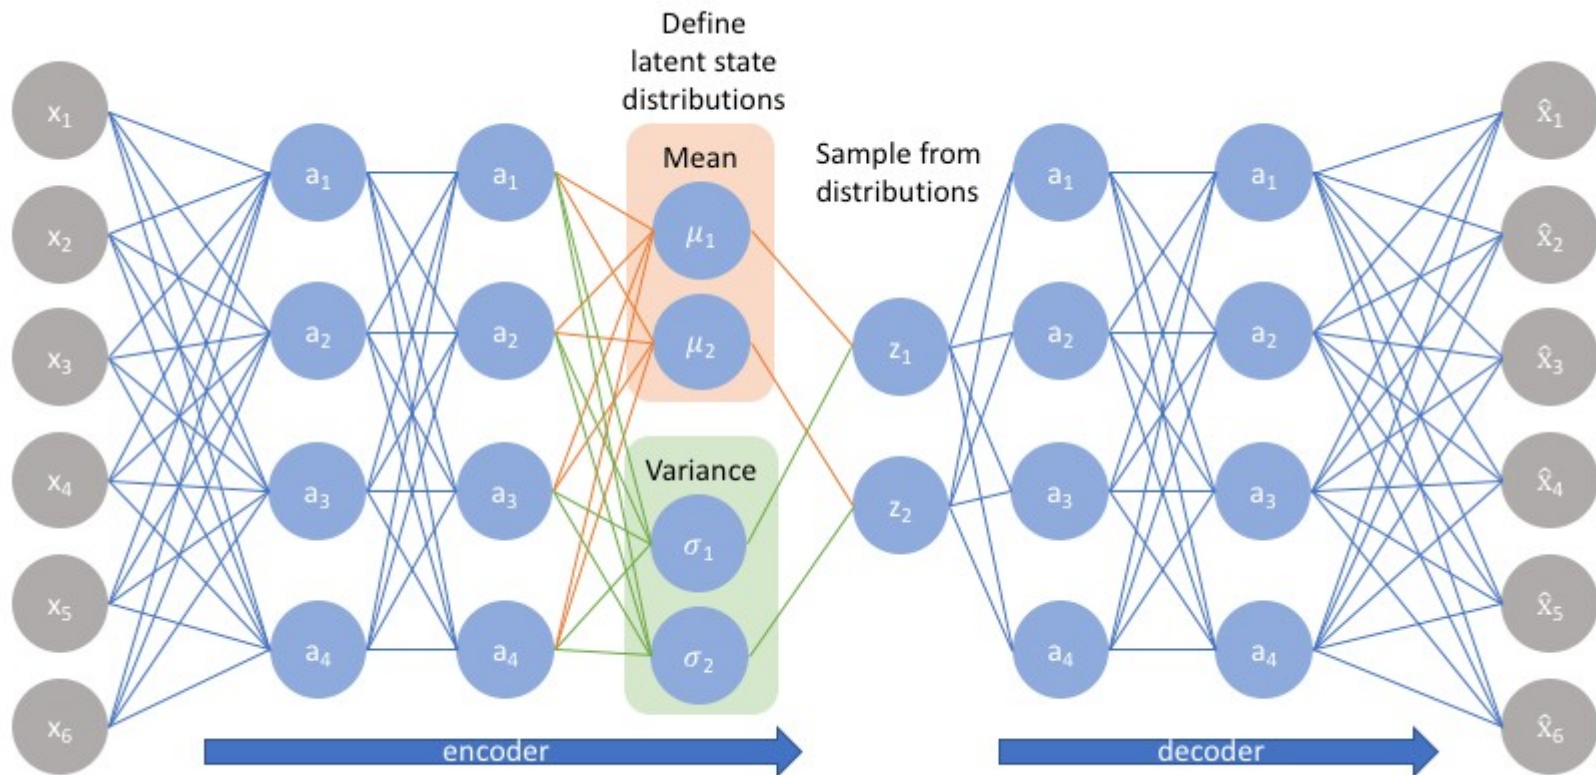 Define
latent state
distributions
x₁
x₂
x₃
x₄
x₅
x₆
a₁
a₂
a₃
a₄
a₁
a₂
a₃
a₄
Mean
μ₁
μ₂
Variance
σ₁
σ₂
Sample from
distributions
z₁
z₂
a₁
a₂
a₃
a₄
a₁
a₂
a₃
a₄
x̂₁
x̂₂
x̂₃
x̂₄
x̂₅
x̂₆
encoder
decoder